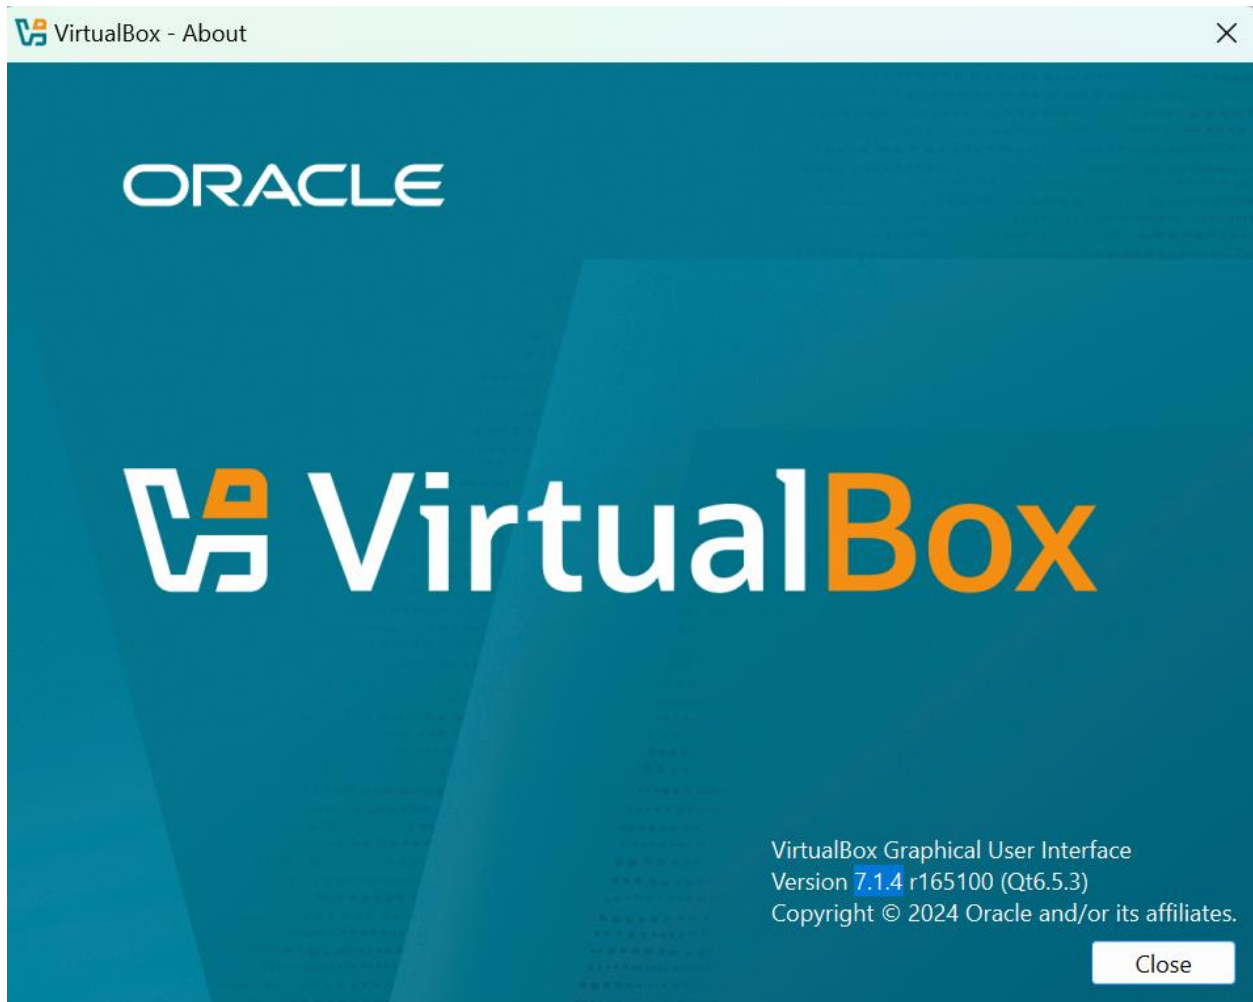 VirtualBox - About
ORACLE
VirtualBox
VirtualBox Graphical User Interface
Version 7.1.4 r165100 (Qt6.5.3)
Copyright © 2024 Oracle and/or its affiliates.
Close